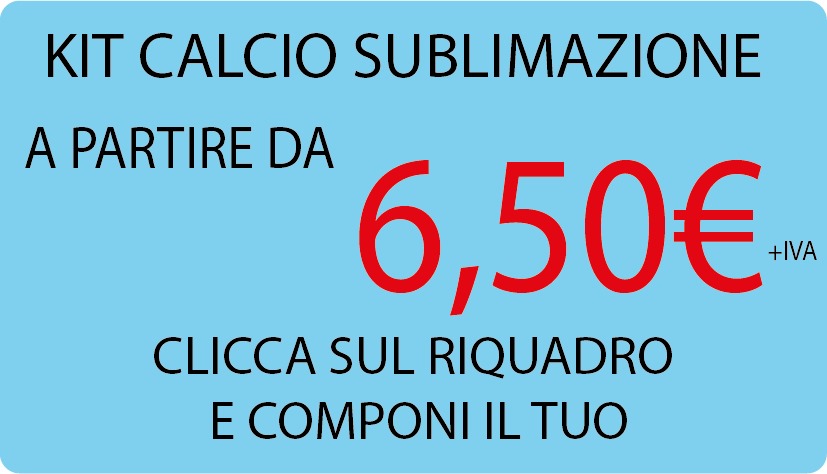 KIT CALCIO SUBLIMAZIONE
A PARTIRE DA
6,50€ +IVA
CLICCA SUL RIQUADRO
E COMPONI IL TUO